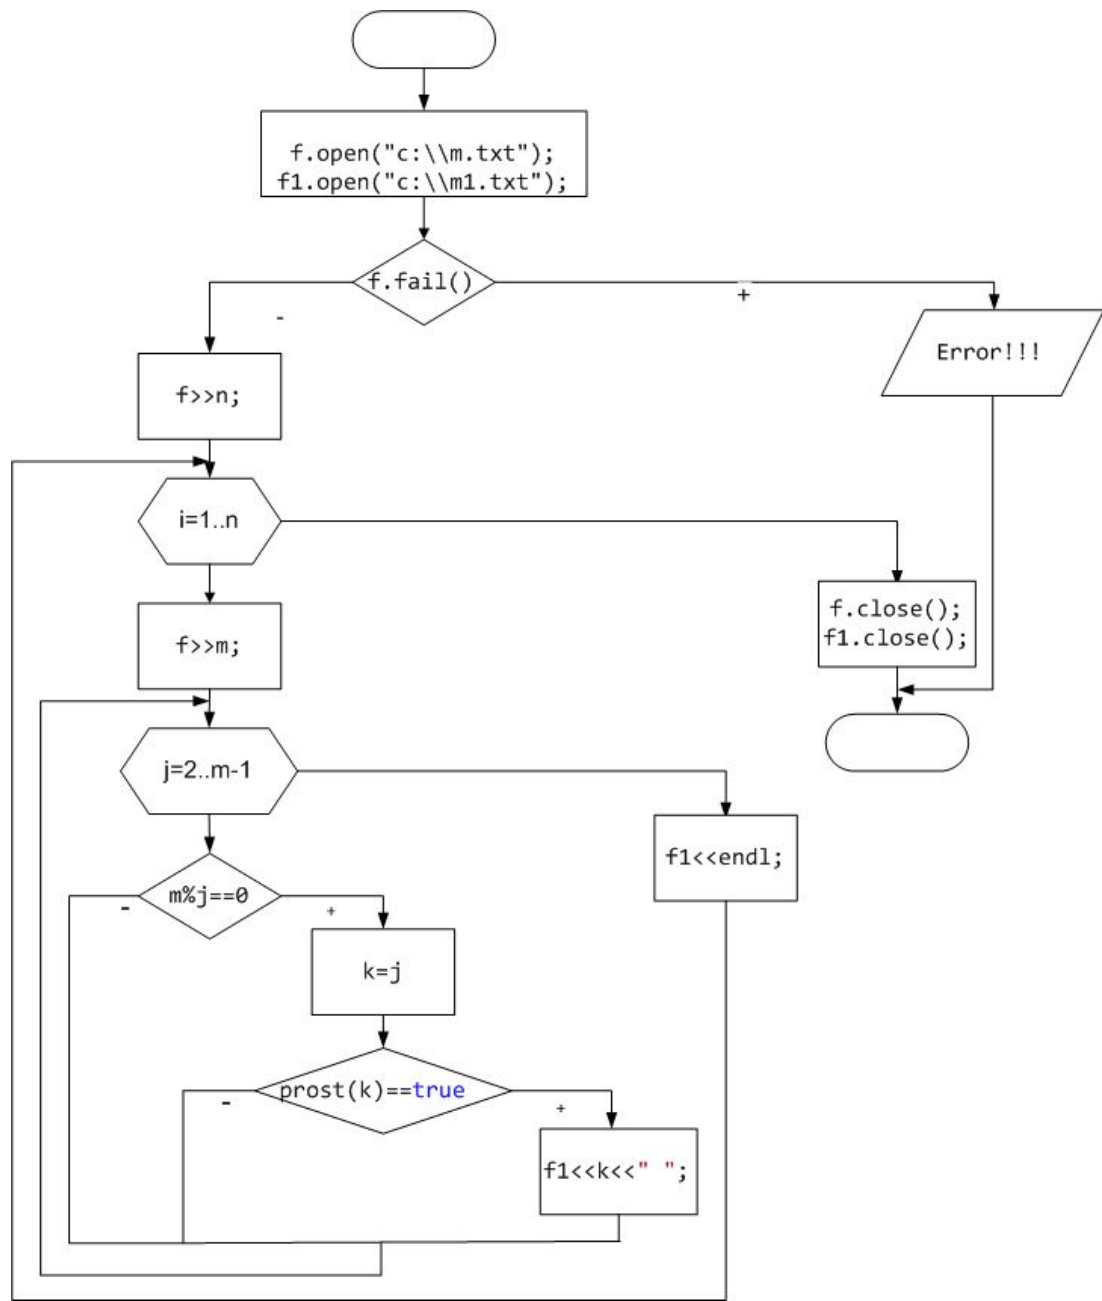 f.open("c:\\m.txt");
f1.open("c:\\m1.txt");
f.fail()
-
+
Error!!!
f>>n;
i=1..n
f.close();
f1.close();
f>>m;
j=2..m-1
f1<<endl;
m%j==0
-
+
k=j
prost(k)==true
-
+
f1<<k<<" ";